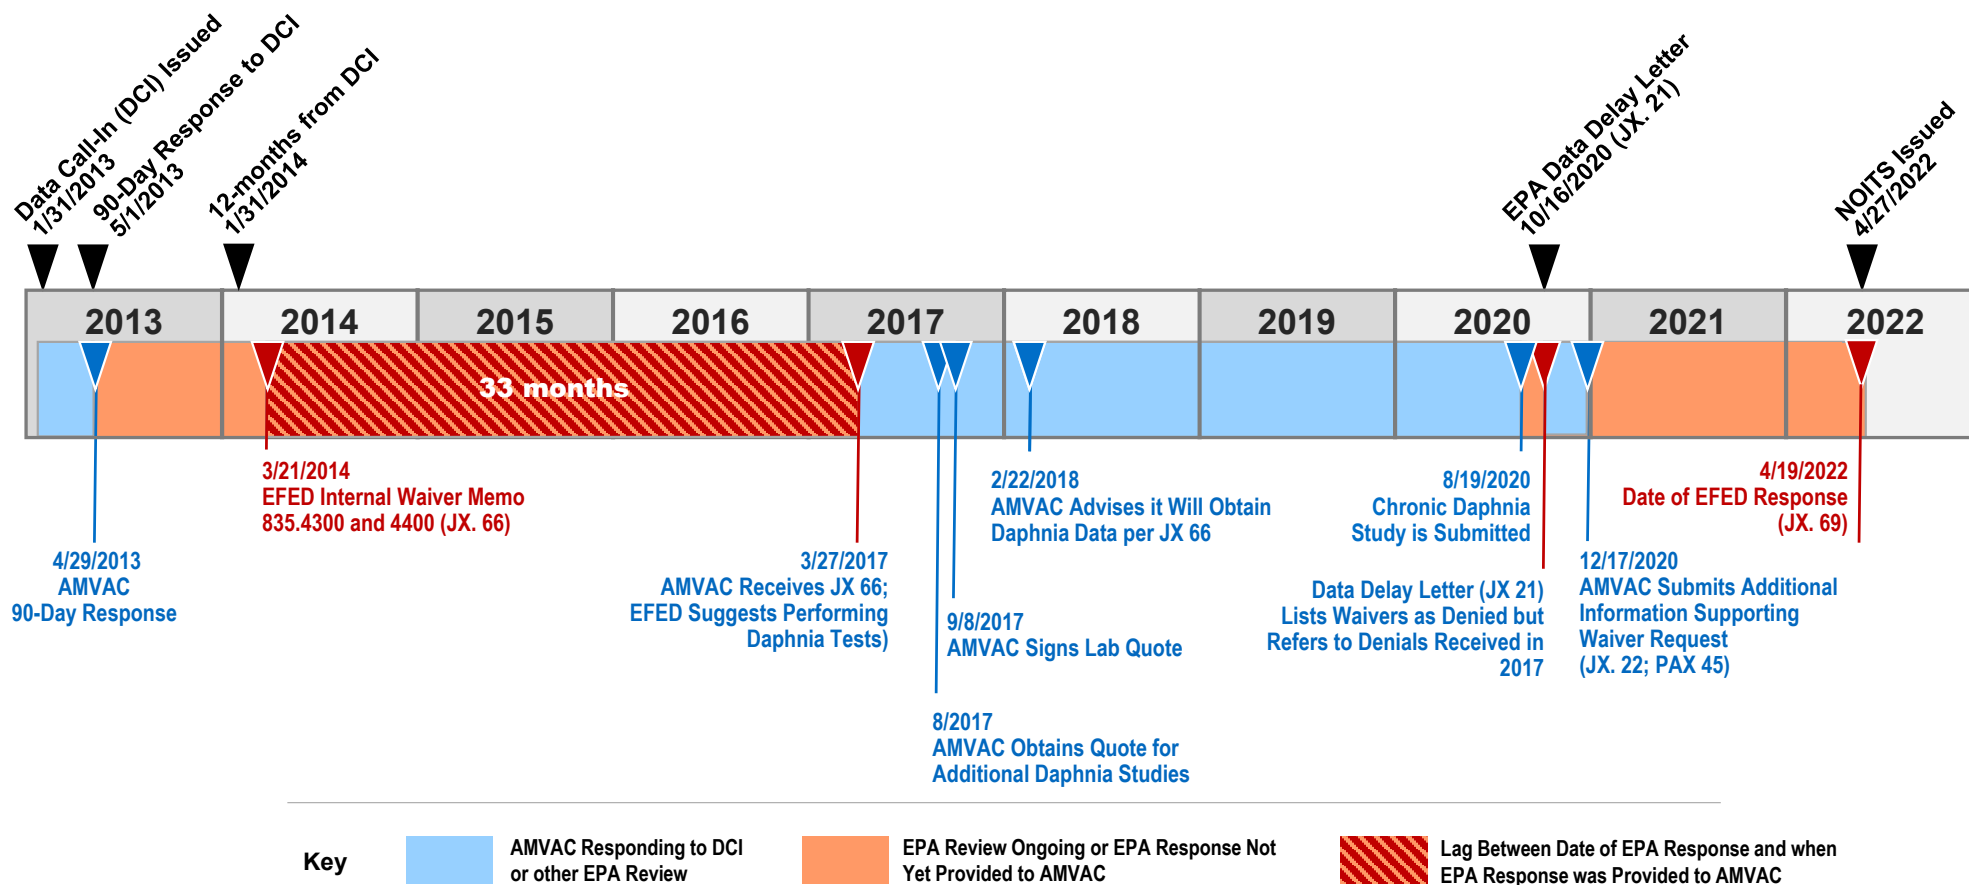 Data Call-In (DCI) Issued
1/31/2013
90-Day Response to DCI
5/1/2013
12-months from DCI
1/31/2014
EPA Data Delay Letter
10/16/2020 (JX. 21)
NOITS Issued
4/27/2022
2013
2014
2015
2016
2017
2018
2019
2020
2021
2022
33 months
4/29/2013
AMVAC
90-Day Response
3/21/2014
EFED Internal Waiver Memo
835.4300 and 4400 (JX. 66)
3/27/2017
AMVAC Receives JX 66;
EFED Suggests Performing
Daphnia Tests)
8/2017
AMVAC Obtains Quote for
Additional Daphnia Studies
9/8/2017
AMVAC Signs Lab Quote
2/22/2018
AMVAC Advises it Will Obtain
Daphnia Data per JX 66
8/19/2020
Chronic Daphnia
Study is Submitted
Data Delay Letter (JX 21)
Lists Waivers as Denied but
Refers to Denials Received in
2017
12/17/2020
AMVAC Submits Additional
Information Supporting
Waiver Request
(JX. 22; PAX 45)
4/19/2022
Date of EFED Response
(JX. 69)
Key
AMVAC Responding to DCI
or other EPA Review
EPA Review Ongoing or EPA Response Not
Yet Provided to AMVAC
Lag Between Date of EPA Response and when
EPA Response was Provided to AMVAC